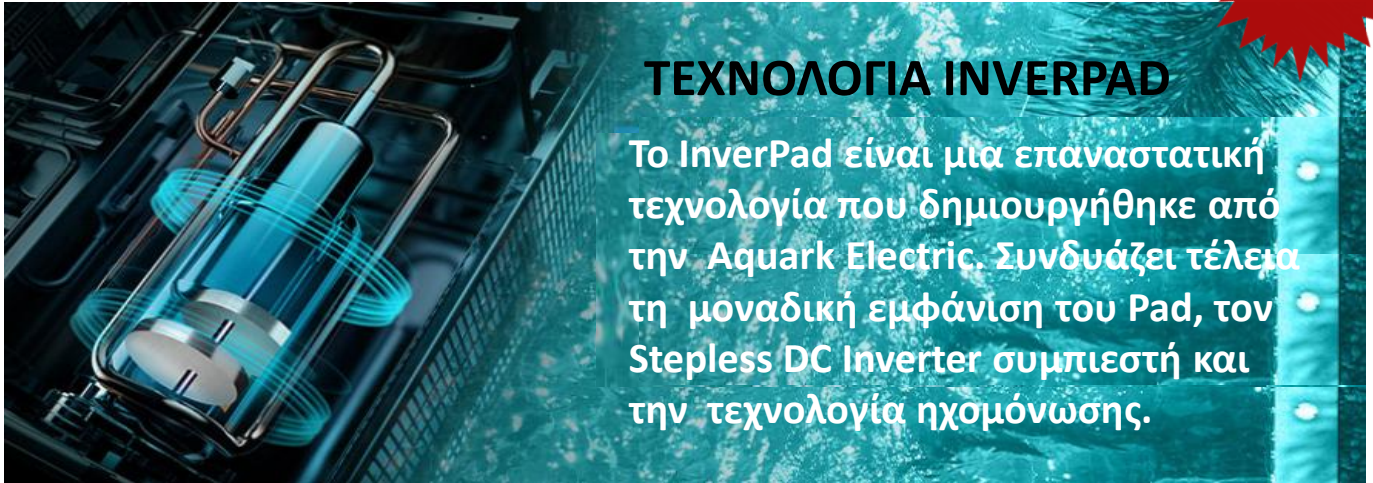 ΤΕΧΝΟΛΟΓΙΑ INVERPAD
Το InverPad είναι μια επαναστατική
τεχνολογία που δημιουργήθηκε από
την Aquark Electric. Συνδυάζει τέλεια
τη μοναδική εμφάνιση του Pad, τον
Stepless DC Inverter συμπιεστή και
την τεχνολογία ηχομόνωσης.